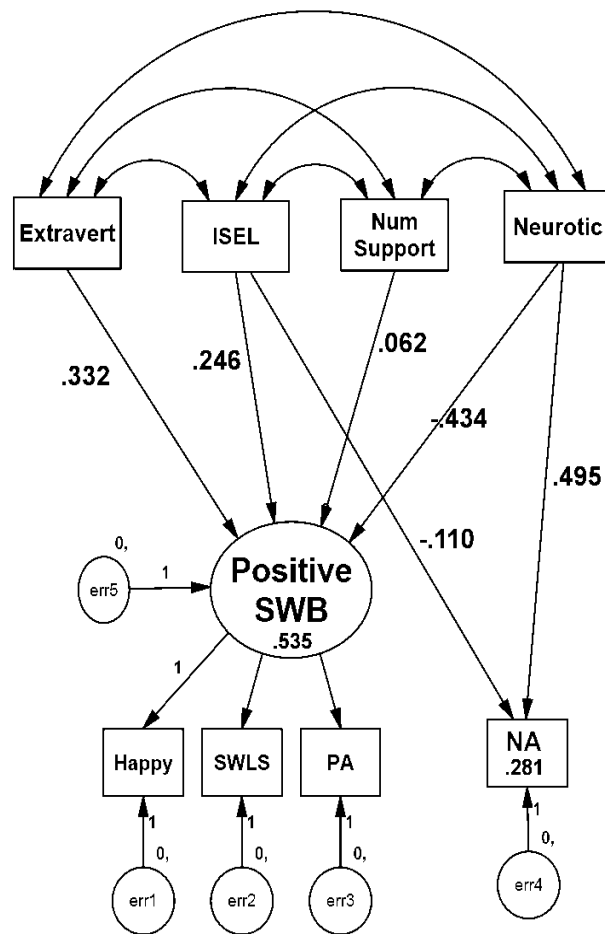 Extravert
ISEL
Num
Support
Neurotic
.332
.246
.062
-.434
.495
-.110
0,
1
err5
Positive
SWB
.535
1
Happy
SWLS
PA
NA
.281
1
0,
1
0,
1
0,
1
0,
err1
err2
err3
err4